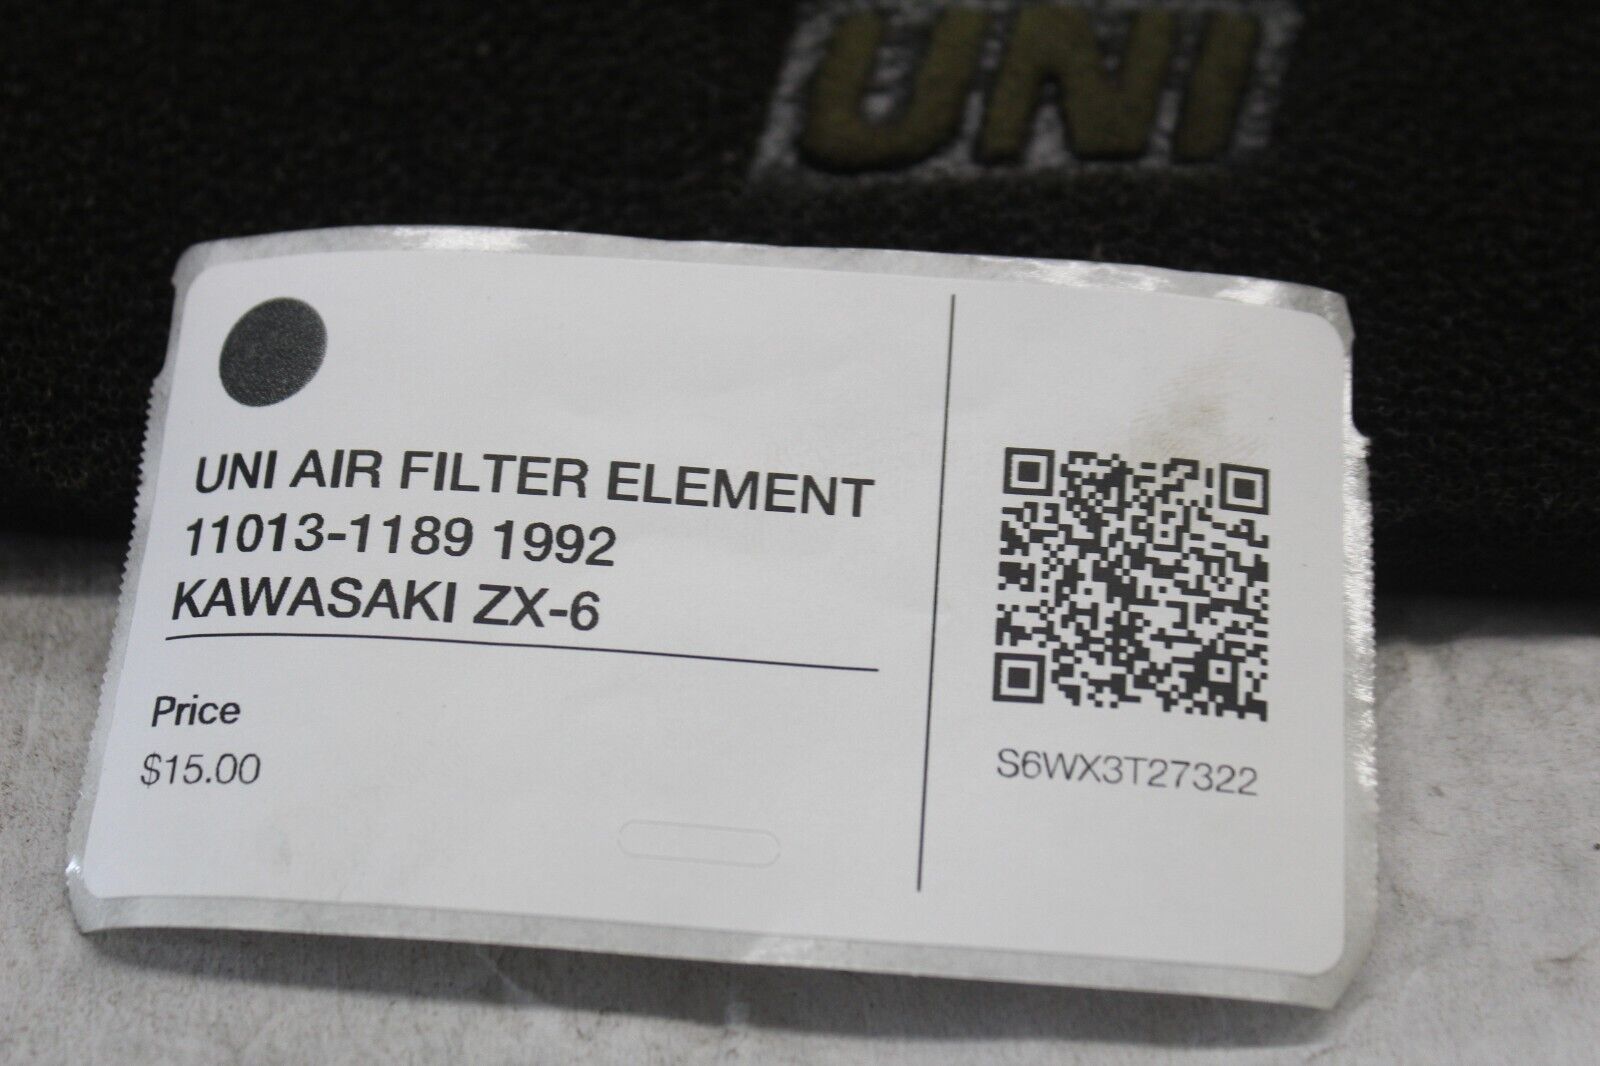 UNI
UNI AIR FILTER ELEMENT
11013-1189 1992
KAWASAKI ZX-6
Price
$15.00
S6WX3T27322